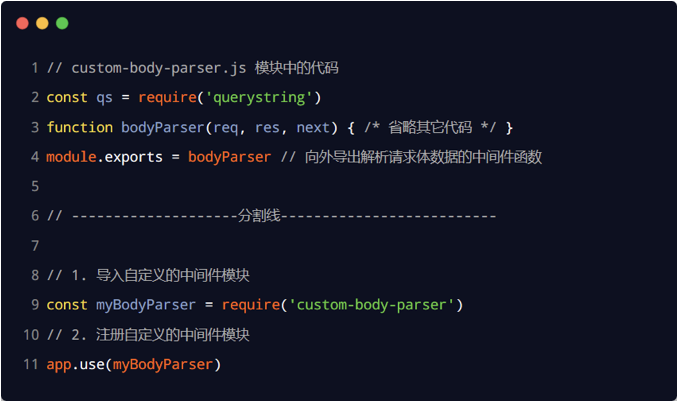 1 // custom-body-parser.js 模块中的代码
2 const qs = require('querystring')
3 function bodyParser(req, res, next) { /* 省略其它代码 */ }
4 module.exports = bodyParser // 向外导出解析请求体数据的中间件函数
5
6 // --------------------分割线--------------------------
7
8 // 1. 导入自定义的中间件模块
9 const myBodyParser = require('custom-body-parser')
10 // 2. 注册自定义的中间件模块
11 app.use(myBodyParser)